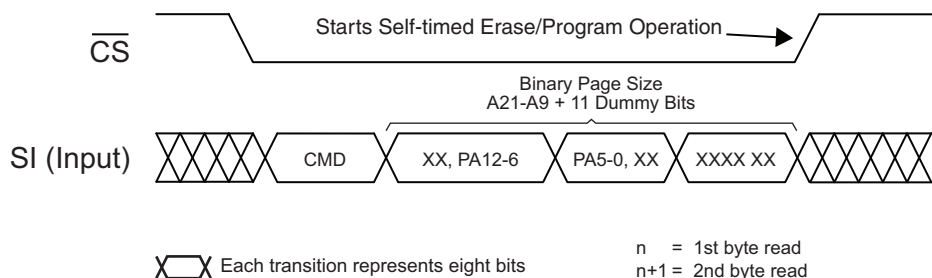 CS
Starts Self-timed Erase/Program Operation
Binary Page Size
A21-A9 + 11 Dummy Bits
SI (Input)
CMD
XX, PA12-6
PA5-0, XX
XXXX XX
Each transition represents eight bits
n = 1st byte read
n+1 = 2nd byte read